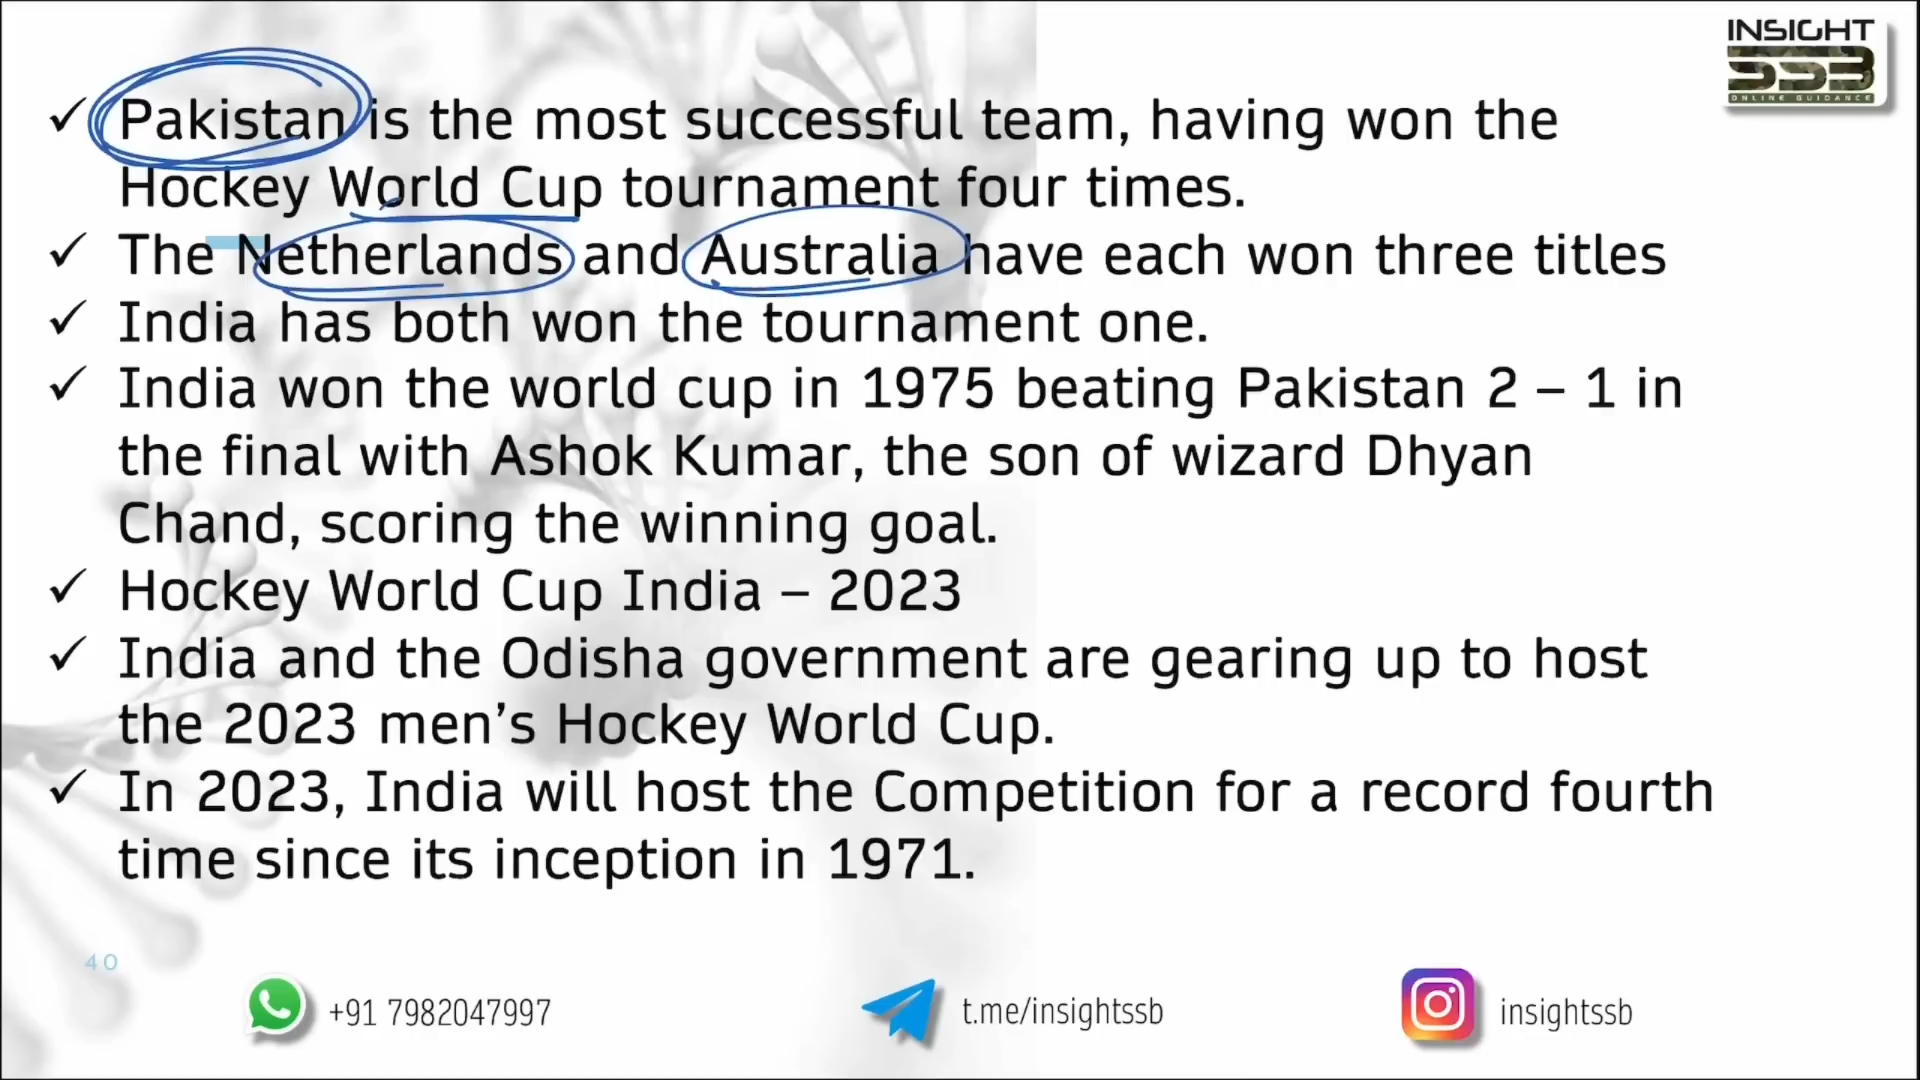 INSIGHT
SSB
ONLINE GUIDANCE
✓ Pakistan is the most successful team, having won the
Hockey World Cup tournament four times.
✓ The Netherlands and Australia have each won three titles
✓ India has both won the tournament one.
✓ India won the world cup in 1975 beating Pakistan 2 – 1 in
the final with Ashok Kumar, the son of wizard Dhyan
Chand, scoring the winning goal.
✓ Hockey World Cup India – 2023
✓ India and the Odisha government are gearing up to host
the 2023 men’s Hockey World Cup.
✓ In 2023, India will host the Competition for a record fourth
time since its inception in 1971.
40
+91 7982047997
t.me/insightssb
insightssb